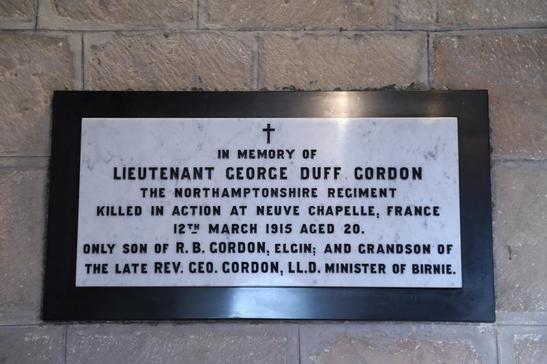 IN MEMORY OF
LIEUTENANT GEORGE DUFF GORDON
THE NORTHAMPTONSHIRE REGIMENT
KILLED IN ACTION AT NEUVE CHAPELLE, FRANCE
12TH MARCH 1915 AGED 20.
ONLY SON OF R. B. GORDON, ELGIN; AND GRANDSON OF
THE LATE REV. GEO. GORDON, LL.D. MINISTER OF BIRNIE.